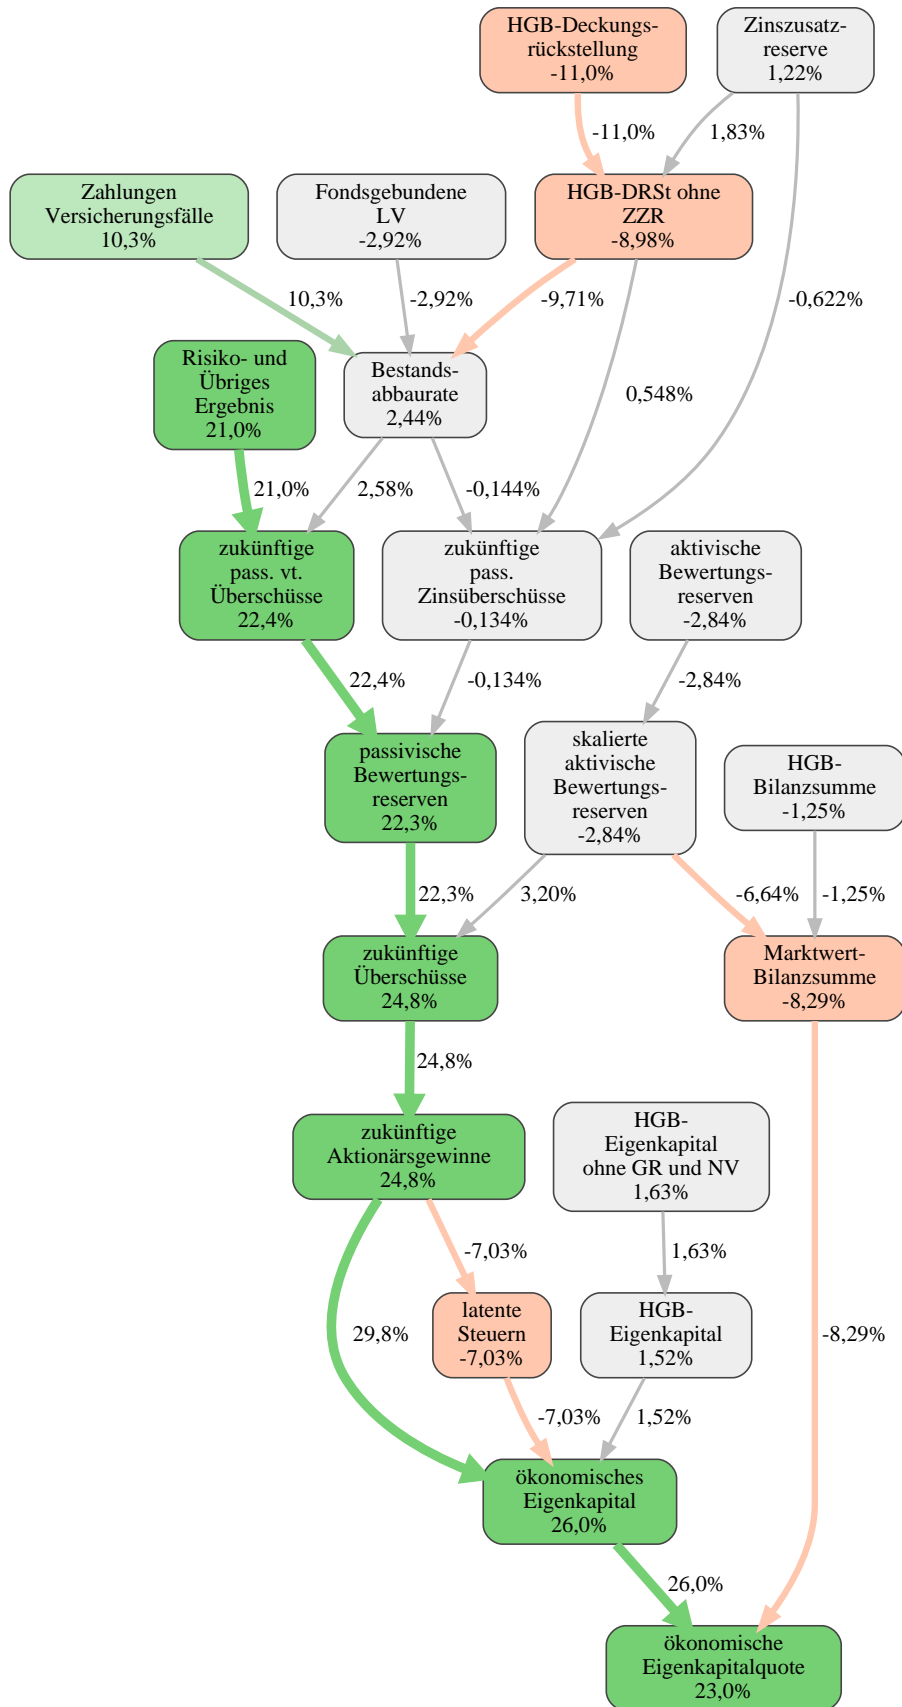 HGB-Deckungs-
rückstellung
-11,0%
Zinszusatz-
reserve
1,22%
-11,0%
1,83%
Zahlungen
Versicherungsfälle
10,3%
Fondsgebundene
LV
-2,92%
HGB-DRSt ohne
ZZR
-8,98%
10,3%
-2,92%
-9,71%
-0,622%
Risiko- und
Übriges
Ergebnis
21,0%
Bestands-
abbaurate
2,44%
0,548%
21,0%
2,58%
-0,144%
zukünftige
pass. vt.
Überschüsse
22,4%
zukünftige
pass.
Zinsüberschüsse
-0,134%
aktivische
Bewertungs-
reserven
-2,84%
22,4%
-0,134%
-2,84%
passivische
Bewertungs-
reserven
22,3%
skalierte
aktivische
Bewertungs-
reserven
-2,84%
HGB-
Bilanzsumme
-1,25%
22,3%
3,20%
-6,64%
-1,25%
zukünftige
Überschüsse
24,8%
Marktwert-
Bilanzsumme
-8,29%
24,8%
zukünftige
Aktionärsgewinne
24,8%
HGB-
Eigenkapital
ohne GR und NV
1,63%
-7,03%
1,63%
29,8%
latente
Steuern
-7,03%
HGB-
Eigenkapital
1,52%
-8,29%
-7,03%
1,52%
ökonomisches
Eigenkapital
26,0%
26,0%
ökonomische
Eigenkapitalquote
23,0%